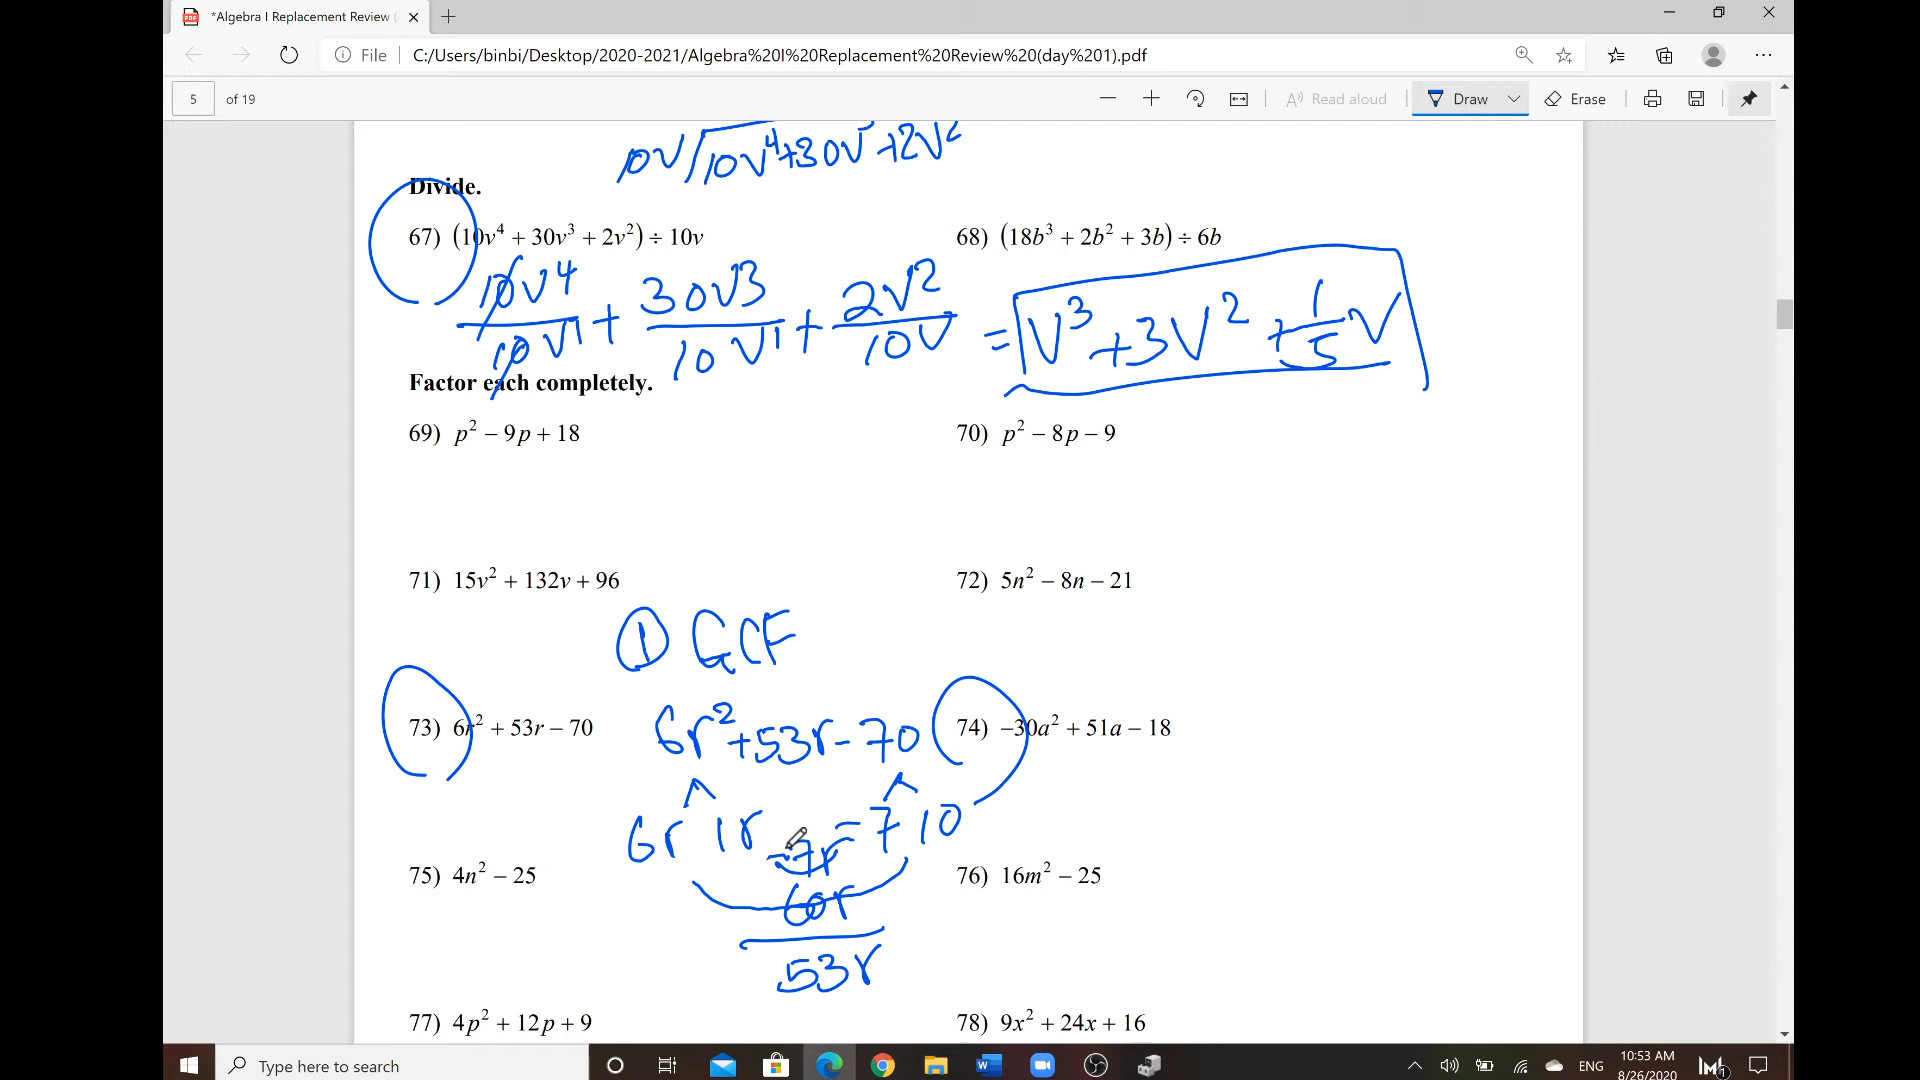 *Algebra I Replacement Review (
File C:/Users/binbi/Desktop/2020-2021/Algebra%20I%20Replacement%20Review%20(day%201).pdf
5 of 19
Read aloud Draw Erase
10v √10v⁴+30v +2v²
Divide.
67) (10v⁴ + 30v³ + 2v²) ÷ 10v
68) (18b³ + 2b² + 3b) ÷ 6b
10v⁴/10v1 + 30v3/10v1 + 2v²/10v = v³ + 3v² + 1/5 v
Factor each completely.
69) p² − 9p + 18
70) p² − 8p − 9
71) 15v² + 132v + 96
72) 5n² − 8n − 21
① GCF
73) 6r² + 53r − 70
6r²+53r-70
74) −30a² + 51a − 18
6r 1r - 7 10
-7r
75) 4n² − 25
76) 16m² − 25
60r
53r
77) 4p² + 12p + 9
78) 9x² + 24x + 16
Type here to search
ENG
10:53 AM
8/26/2020
1